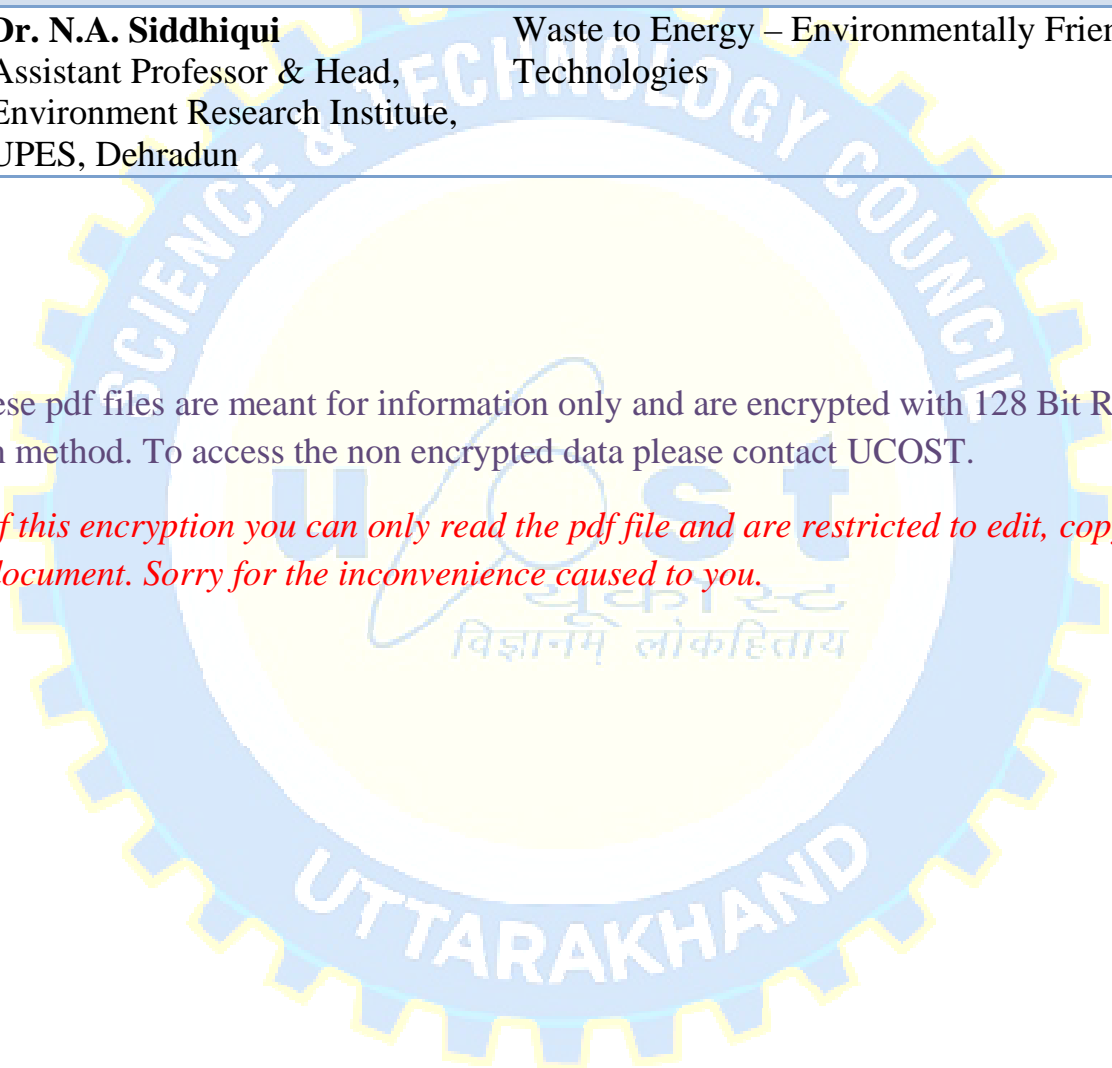 Dr. N.A. Siddhiqui
Waste to Energy – Environmentally Frien
Assistant Professor & Head,
Technologies
Environment Research Institute,
UPES, Dehradun
SCIENCE & TECHNOLOGY COUNCIL
ese pdf files are meant for information only and are encrypted with 128 Bit R
n method. To access the non encrypted data please contact UCOST.
f this encryption you can only read the pdf file and are restricted to edit, copy
document. Sorry for the inconvenience caused to you.
ucost
यूकॉस्ट
विज्ञानम् लोकहिताय
UTTARAKHAND